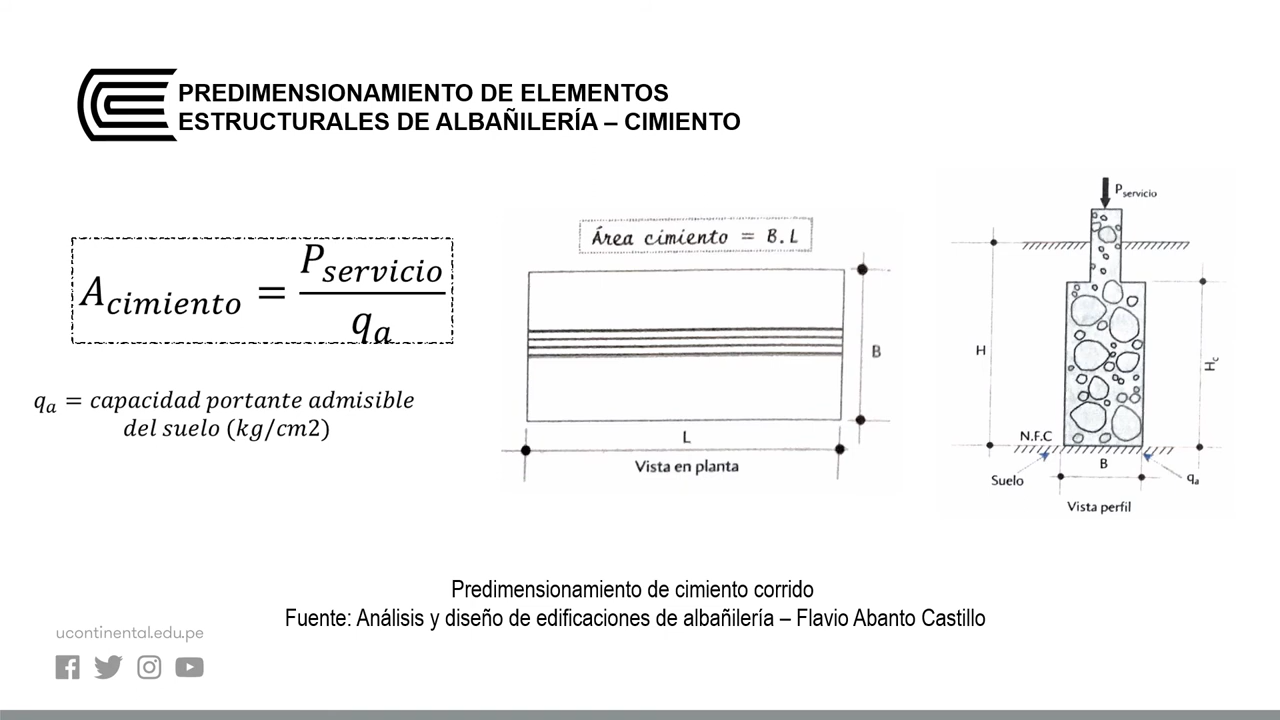 PREDIMENSIONAMIENTO DE ELEMENTOS
ESTRUCTURALES DE ALBAÑILERÍA – CIMIENTO
A_cimiento = P_servicio / q_a
q_a = capacidad portante admisible
del suelo (kg/cm2)
Área cimiento = B.L
B
L
Vista en planta
P_servicio
H
H_c
N.F.C
B
Suelo
q_a
Vista perfil
Predimensionamiento de cimiento corrido
Fuente: Análisis y diseño de edificaciones de albañilería – Flavio Abanto Castillo
ucontinental.edu.pe